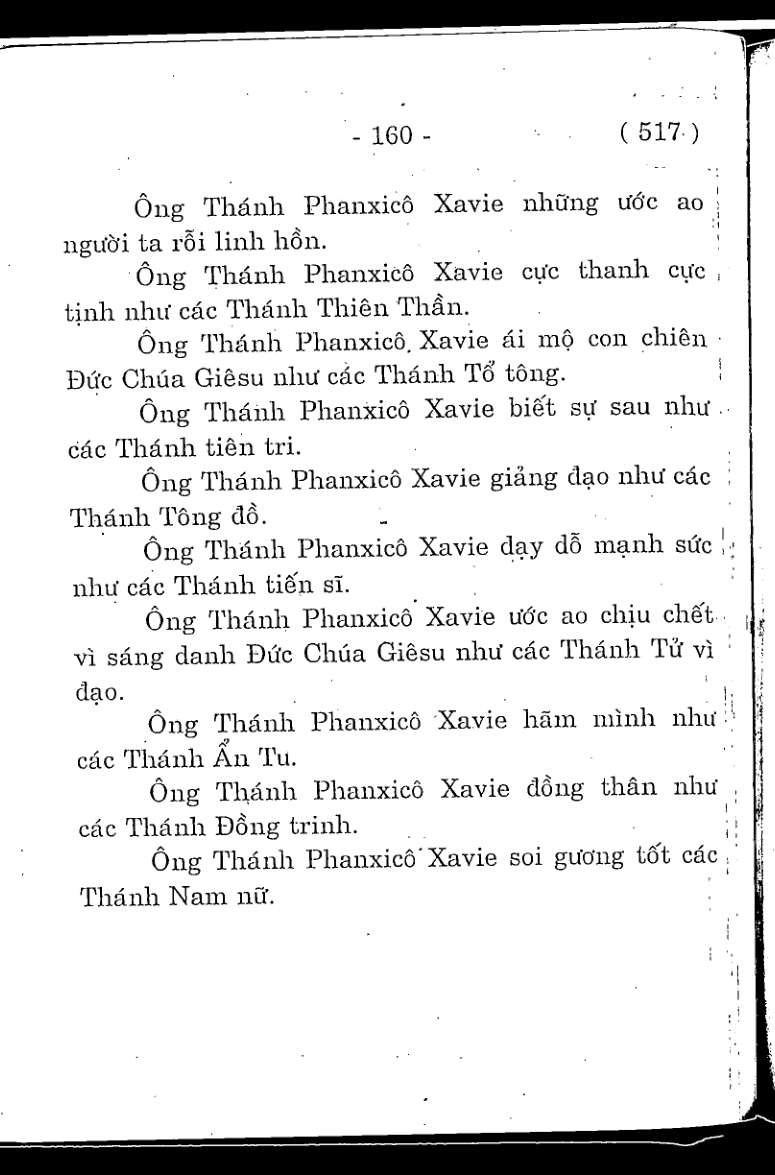 - 160 - ( 517 )
Ông Thánh Phanxicô Xavie những ước ao
người ta rỗi linh hồn.
Ông Thánh Phanxicô Xavie cực thanh cực
tịnh như các Thánh Thiên Thần.
Ông Thánh Phanxicô Xavie ái mộ con chiên
Đức Chúa Giêsu như các Thánh Tổ tông.
Ông Thánh Phanxicô Xavie biết sự sau như
các Thánh tiên tri.
Ông Thánh Phanxicô Xavie giảng đạo như các
Thánh Tông đồ.
Ông Thánh Phanxicô Xavie dạy dỗ mạnh sức
như các Thánh tiến sĩ.
Ông Thánh Phanxicô Xavie ước ao chịu chết
vì sáng danh Đức Chúa Giêsu như các Thánh Tử vì
đạo.
Ông Thánh Phanxicô Xavie hãm mình như
các Thánh Ẩn Tu.
Ông Thánh Phanxicô Xavie đồng thân như
các Thánh Đồng trinh.
Ông Thánh Phanxicô Xavie soi gương tốt các
Thánh Nam nữ.